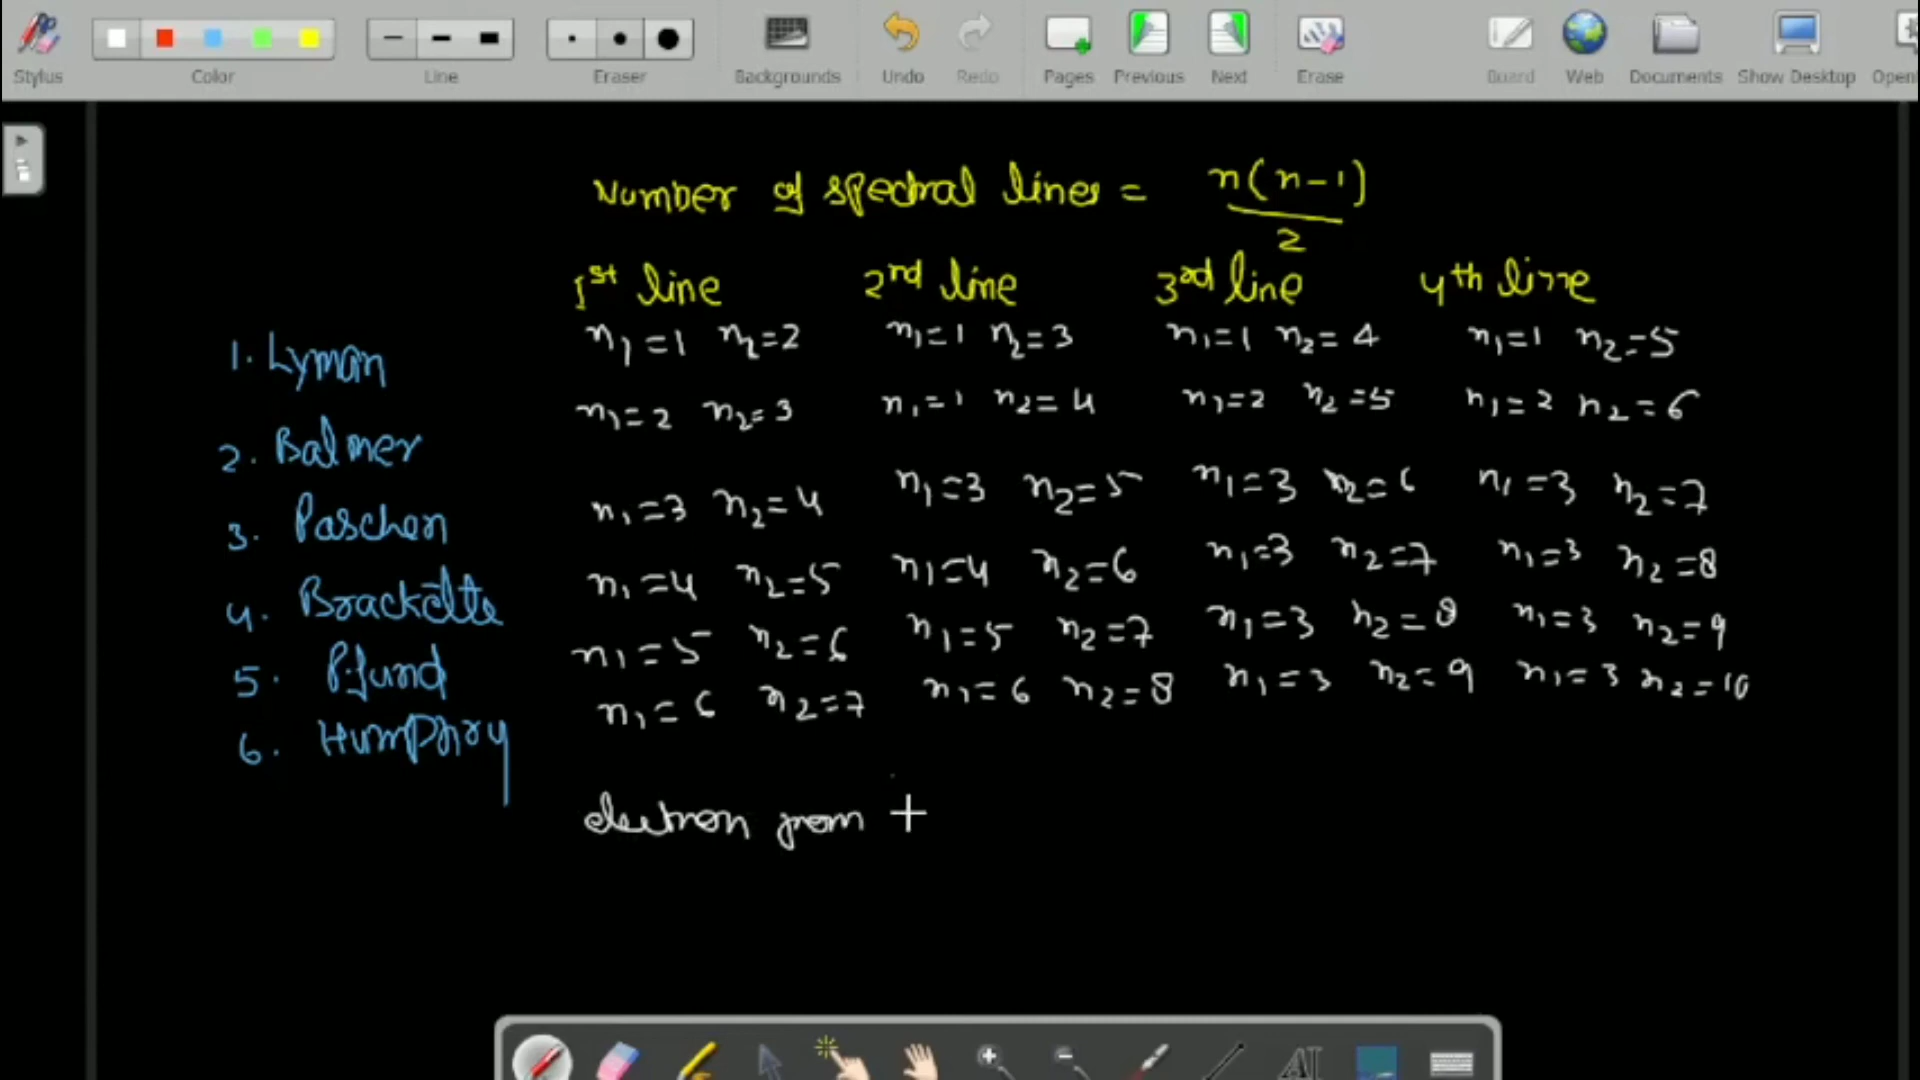 Stylus Color Line Eraser Backgrounds Undo Redo Pages Previous Next Erase Board Web Documents Show Desktop Open
Number of spectral lines = n(n-1)/2
1st line 2nd line 3rd line 4th line
1. Lyman n₁=1 n₂=2 n₁=1 n₂=3 n₁=1 n₂=4 n₁=1 n₂=5
2. Balmer n₁=2 n₂=3 n₁=1 n₂=4 n₁=2 n₂=5 n₁=2 n₂=6
3. Paschen n₁=3 n₂=4 n₁=3 n₂=5 n₁=3 n₂=6 n₁=3 n₂=7
4. Brackette n₁=4 n₂=5 n₁=4 n₂=6 n₁=3 n₂=7 n₁=3 n₂=8
5. Pfund n₁=5 n₂=6 n₁=5 n₂=7 n₁=3 n₂=8 n₁=3 n₂=9
6. Humphry n₁=6 n₂=7 n₁=6 n₂=8 n₁=3 n₂=9 n₁=3 n₂=10
electron from